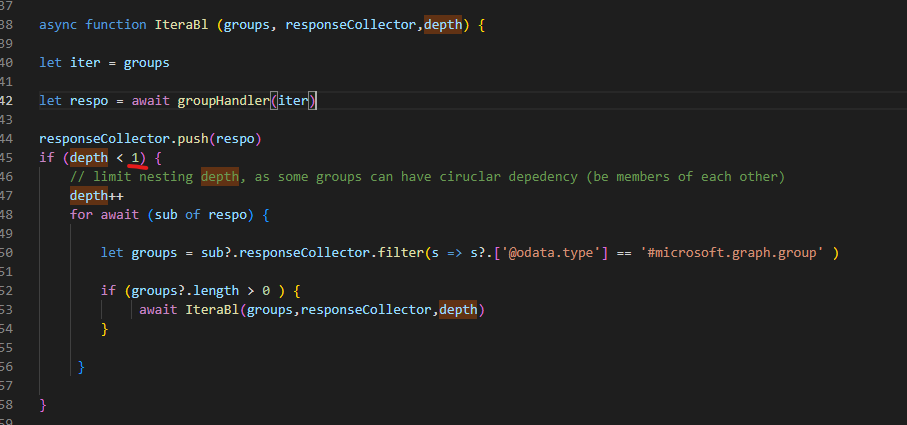 37
38 async function IteraBl (groups, responseCollector,depth) {
39
40 let iter = groups
41
42 let respo = await groupHandler(iter)
43
44 responseCollector.push(respo)
45 if (depth < 1) {
46 // limit nesting depth, as some groups can have ciruclar depedency (be members of each other)
47 depth++
48 for await (sub of respo) {
49
50 let groups = sub?.responseCollector.filter(s => s?.['@odata.type'] == '#microsoft.graph.group' )
51
52 if (groups?.length > 0 ) {
53 await IteraBl(groups,responseCollector,depth)
54 }
55
56 }
57
58 }
59